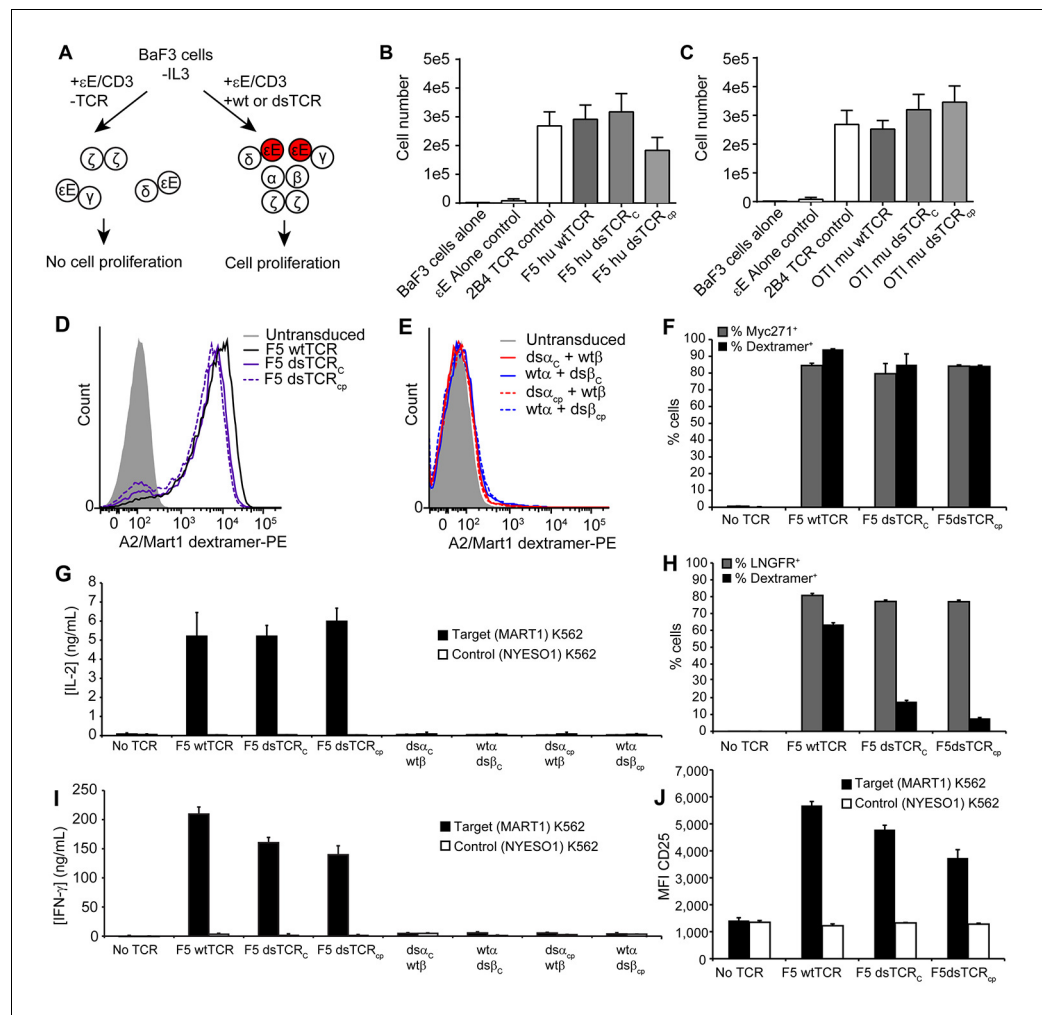 A
BaF3 cells
-IL3
+εE/CD3
-TCR
+εE/CD3
+wt or dsTCR
ζ ζ
εE γ
δ εE
δ εE εE γ
α β
ζ ζ
No cell proliferation
Cell proliferation
B
Cell number
5e5
4e5
3e5
2e5
1e5
0
BaF3 cells alone
εE Alone control
2B4 TCR control
F5 hu wtTCR
F5 hu dsTCRC
F5 hu dsTCRcp
C
Cell number
5e5
4e5
3e5
2e5
1e5
0
BaF3 cells alone
εE Alone control
2B4 TCR control
OTI mu wtTCR
OTI mu dsTCRC
OTI mu dsTCRcp
D
Untransduced
F5 wtTCR
F5 dsTCRC
F5 dsTCRcp
Count
0
0 10² 10³ 10⁴ 10⁵
A2/Mart1 dextramer-PE
E
Untransduced
dsαC + wtβ
wtα + dsβC
dsαcp + wtβ
wtα + dsβcp
Count
0
0 10² 10³ 10⁴ 10⁵
A2/Mart1 dextramer-PE
F
% Myc271⁺
% Dextramer⁺
% cells
100
90
80
70
60
50
40
30
20
10
0
No TCR F5 wtTCR F5 dsTCRC F5dsTCRcp
G
[IL-2] (ng/mL)
8
7
6
5
4
3
2
1
0
Target (MART1) K562
Control (NYESO1) K562
No TCR F5 wtTCR F5 dsTCRC F5 dsTCRcp dsαC wtα dsαcp wtα
wtβ dsβC wtβ dsβcp
H
% LNGFR⁺
% Dextramer⁺
% cells
100
90
80
70
60
50
40
30
20
10
0
No TCR F5 wtTCR F5 dsTCRC F5dsTCRcp
I
[IFN-γ] (ng/mL)
250
200
150
100
50
0
Target (MART1) K562
Control (NYESO1) K562
No TCR F5 wtTCR F5 dsTCRC F5 dsTCRcp dsαC wtα dsαcp wtα
wtβ dsβC wtβ dsβcp
J
Target (MART1) K562
Control (NYESO1) K562
MFI CD25
7,000
6,000
5,000
4,000
3,000
2,000
1,000
0
No TCR F5 wtTCR F5 dsTCRC F5dsTCRcp